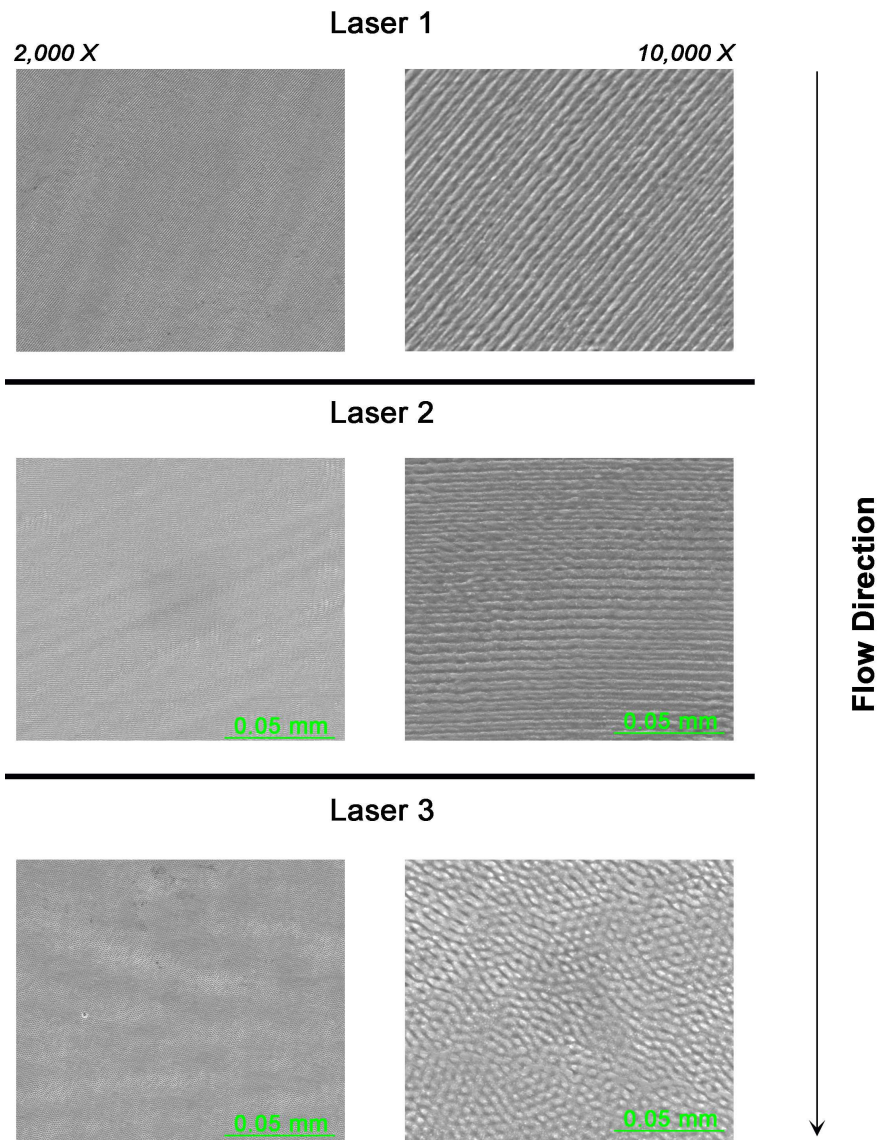 Laser 1
2,000 X
10,000 X
Laser 2
0.05 mm
0.05 mm
Laser 3
0.05 mm
0.05 mm
Flow Direction